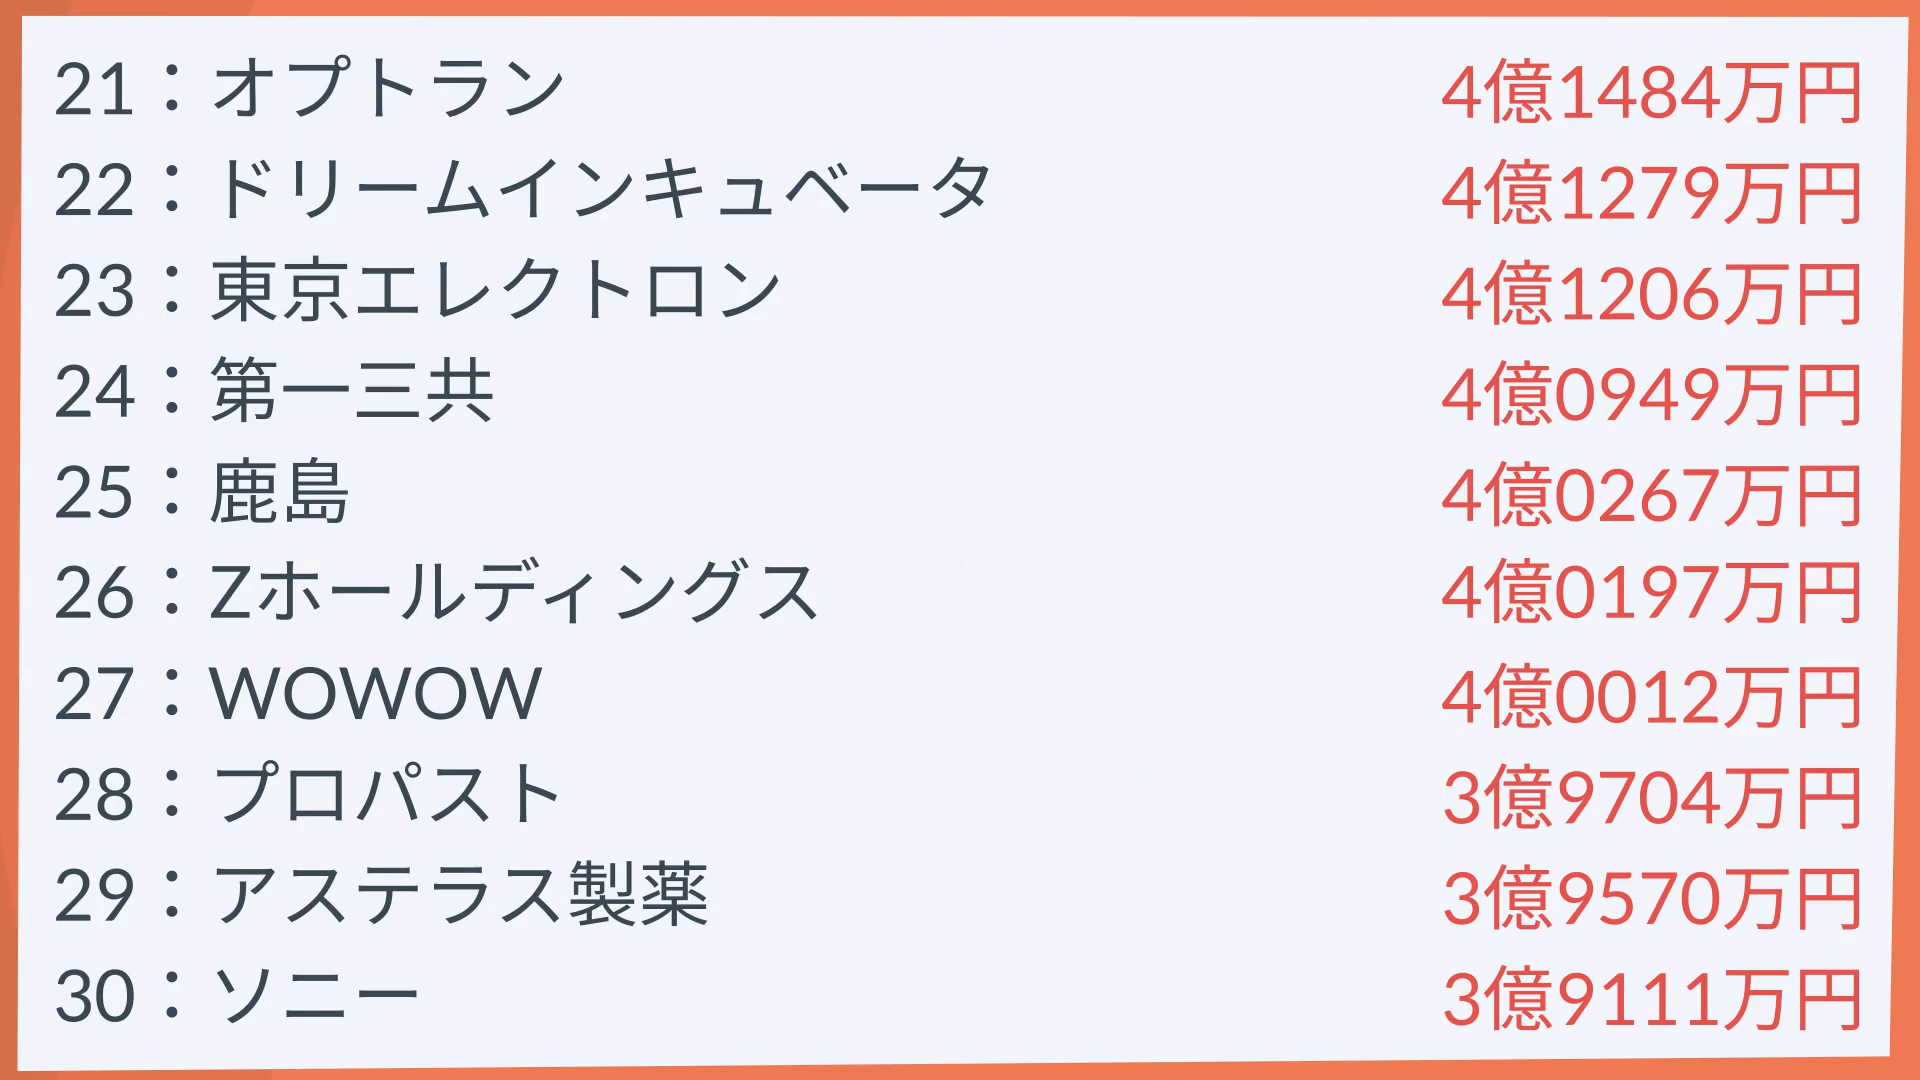 21：オプトラン 4億1484万円
22：ドリームインキュベータ 4億1279万円
23：東京エレクトロン 4億1206万円
24：第一三共 4億0949万円
25：鹿島 4億0267万円
26：Zホールディングス 4億0197万円
27：WOWOW 4億0012万円
28：プロパスト 3億9704万円
29：アステラス製薬 3億9570万円
30：ソニー 3億9111万円